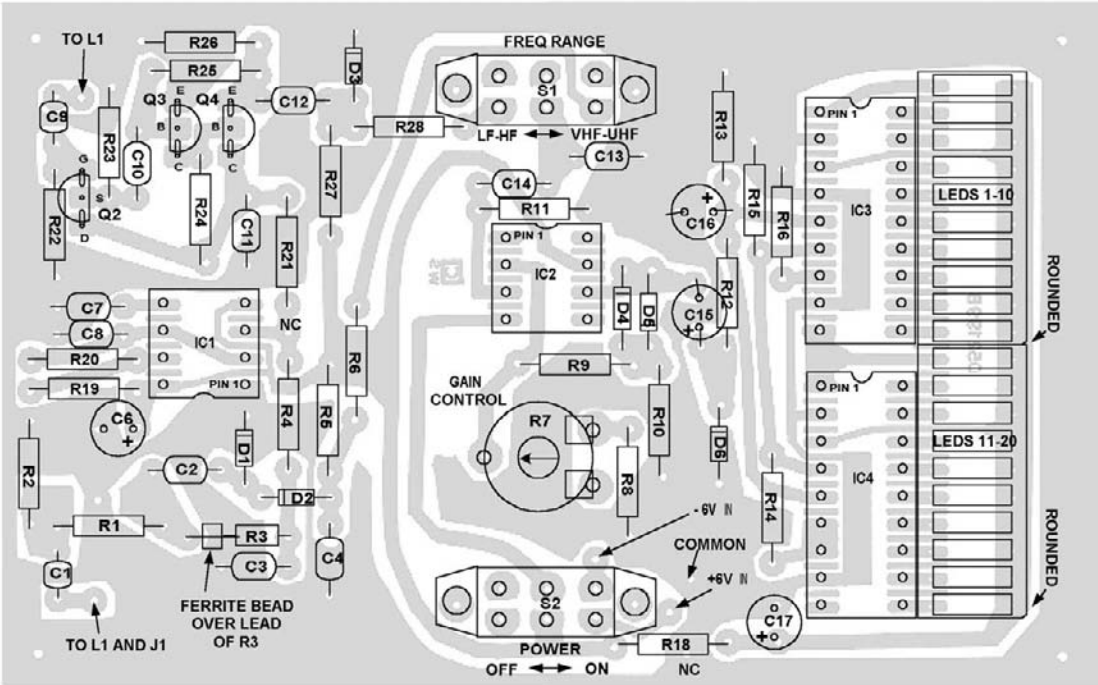 TO L1
R26
R25
D3
FREQ RANGE
S1
LF-HF
VHF-UHF
C9
R23
C10
Q3
Q4
E
E
B
B
C
C
C12
R28
C13
R13
PIN 1
LEDS 1-10
IC3
G
S
D
Q2
R22
R24
C11
R21
R27
C14
R11
PIN 1
IC2
C16
+
R15
R16
R12
C15
+
D4
D5
ROUNDED
C7
C8
R20
R19
IC1
PIN 1
NC
R6
R4
R5
R9
GAIN
CONTROL
R7
R10
R8
D6
PIN 1
LEDS 11-20
IC4
C6
+
R2
C2
D1
D2
R1
R3
C3
C4
C1
FERRITE BEAD
OVER LEAD
OF R3
TO L1 AND J1
- 6V IN
COMMON
+6V IN
R14
ROUNDED
S2
POWER
OFF
ON
R18
NC
C17
+